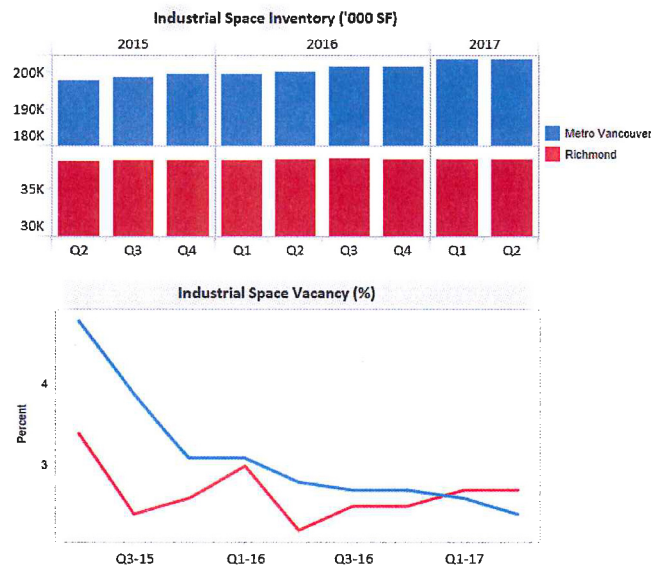 Industrial Space Inventory ('000 SF)
2015 2016 2017
200K
190K
180K
Metro Vancouver
Richmond
35K
30K
Q2 Q3 Q4 Q1 Q2 Q3 Q4 Q1 Q2
Industrial Space Vacancy (%)
4
Percent
3
Q3-15 Q1-16 Q3-16 Q1-17